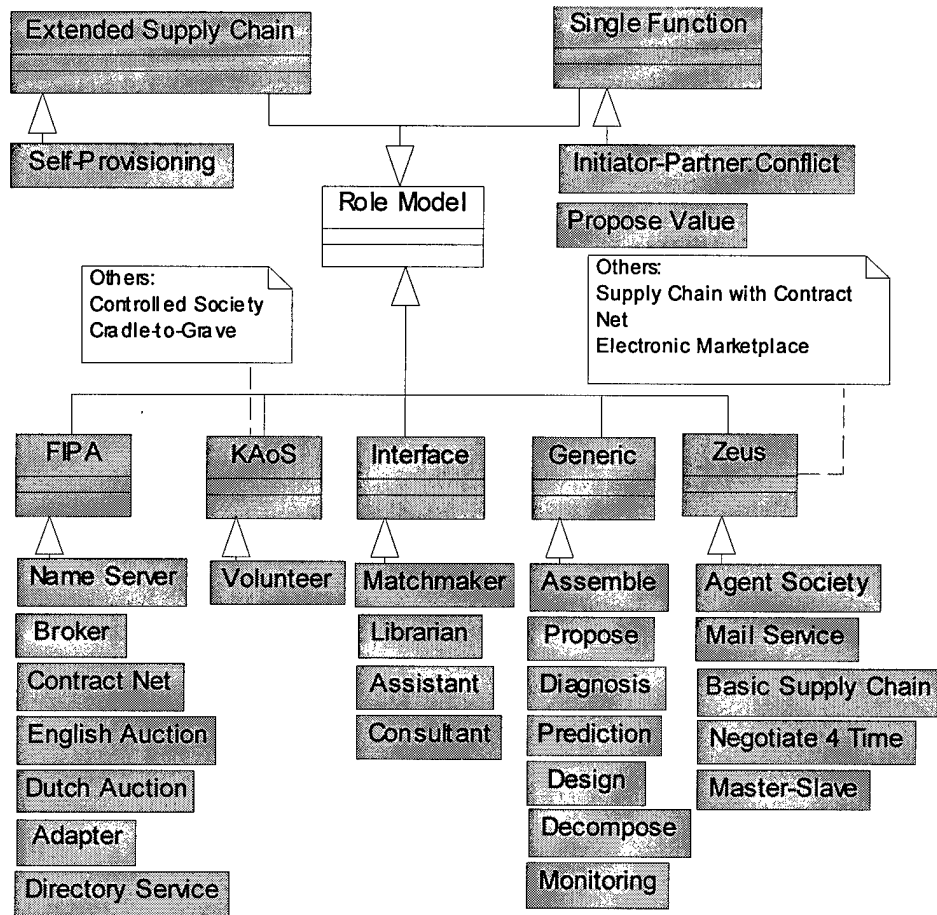 Extended Supply Chain
Single Function
Self-Provisioning
Initiator-Partner:Conflict
Role Model
Propose Value
Others:
Controlled Society
Cradle-to-Grave
Others:
Supply Chain with Contract
Net
Electronic Marketplace
FIPA
KAoS
Interface
Generic
Zeus
Name Server
Broker
Contract Net
English Auction
Dutch Auction
Adapter
Directory Service
Volunteer
Matchmaker
Librarian
Assistant
Consultant
Assemble
Propose
Diagnosis
Prediction
Design
Decompose
Monitoring
Agent Society
Mail Service
Basic Supply Chain
Negotiate 4 Time
Master-Slave